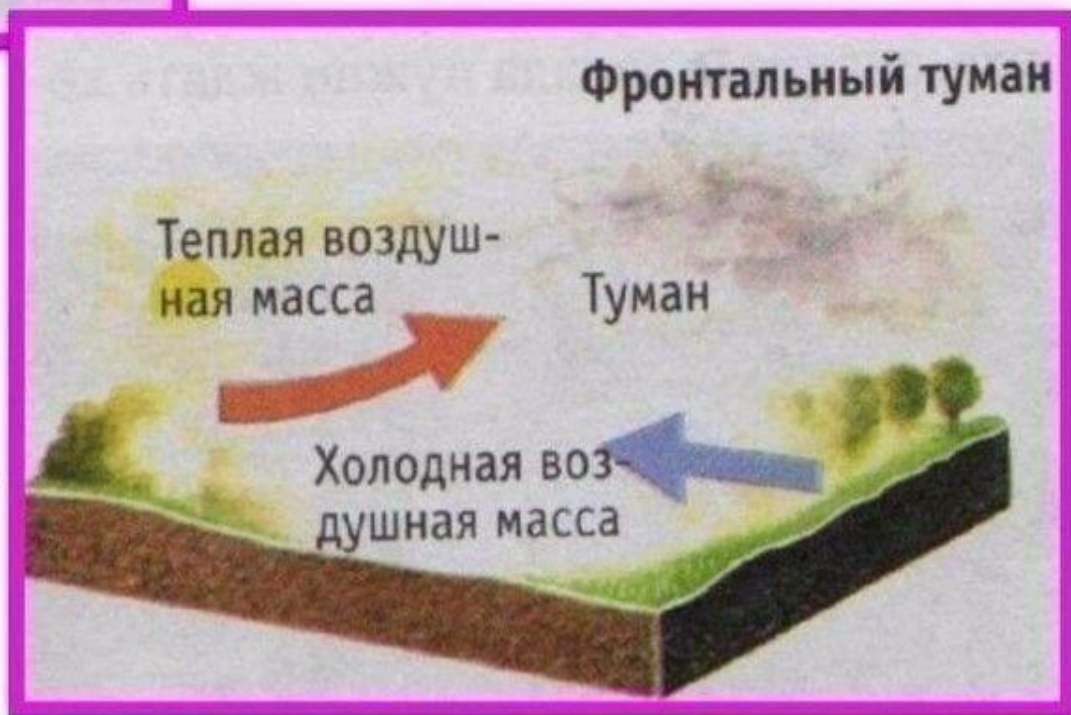 Фронтальный туман
Теплая воздуш-
ная масса
Туман
Холодная воз-
душная масса